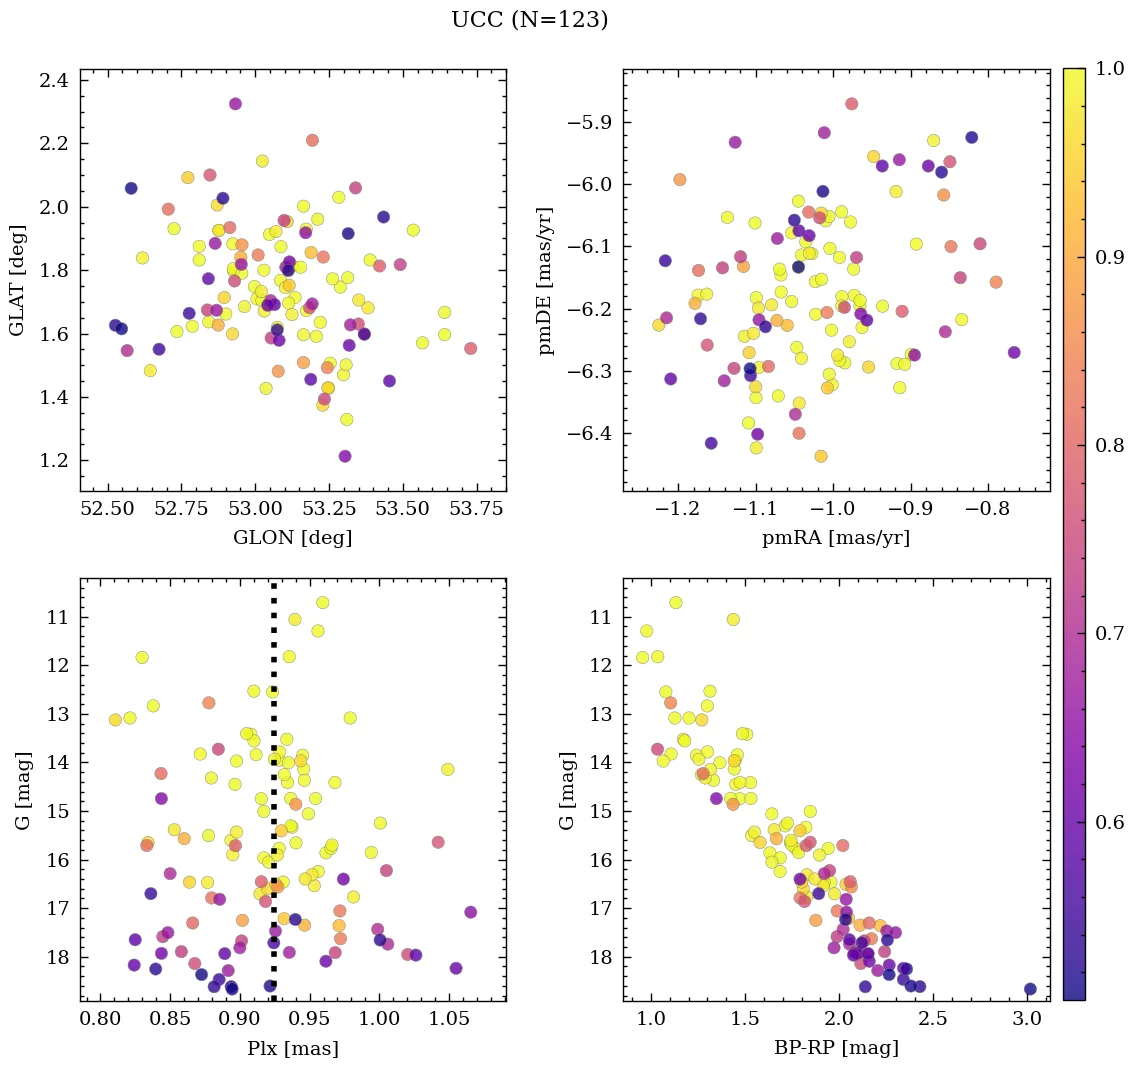 UCC (N=123)
2.4
2.2
2.0
1.8
1.6
1.4
1.2
GLAT [deg]
52.50 52.75 53.00 53.25 53.50 53.75
GLON [deg]
−5.9
−6.0
−6.1
−6.2
−6.3
−6.4
pmDE [mas/yr]
−1.2 −1.1 −1.0 −0.9 −0.8
pmRA [mas/yr]
11
12
13
14
15
16
17
18
G [mag]
0.80 0.85 0.90 0.95 1.00 1.05
Plx [mas]
11
12
13
14
15
16
17
18
G [mag]
1.0 1.5 2.0 2.5 3.0
BP-RP [mag]
1.0
0.9
0.8
0.7
0.6